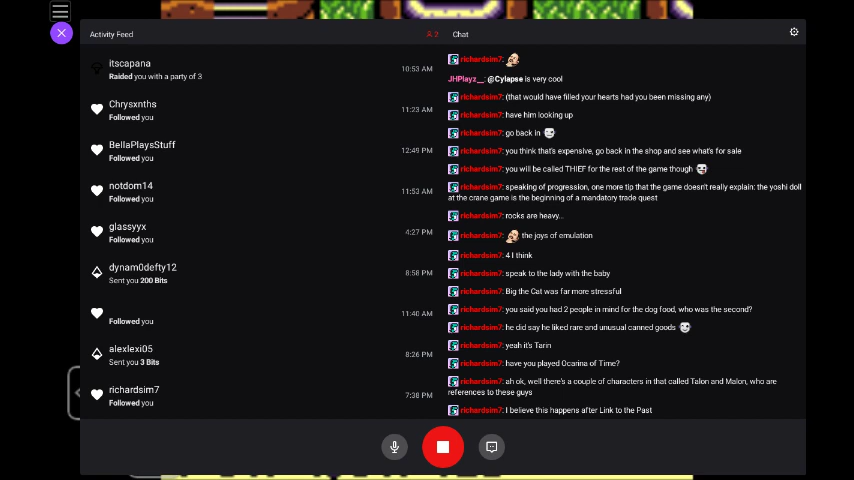 Activity Feed
2
Chat
itscapana
Raided you with a party of 3
10:53 AM
Chrysxnths
Followed you
11:23 AM
BellaPlaysStuff
Followed you
12:49 PM
notdom14
Followed you
11:53 AM
glassyyx
Followed you
4:27 PM
dynam0defty12
Sent you 200 Bits
8:58 PM
Followed you
11:40 AM
alexlexi05
Sent you 3 Bits
8:26 PM
richardsim7
Followed you
7:38 PM
richardsim7:
JHPlayz__: @Cylapse is very cool
richardsim7: (that would have filled your hearts had you been missing any)
richardsim7: have him looking up
richardsim7: go back in
richardsim7: you think that's expensive, go back in the shop and see what's for sale
richardsim7: you will be called THIEF for the rest of the game though
richardsim7: speaking of progression, one more tip that the game doesn't really explain: the yoshi doll
at the crane game is the beginning of a mandatory trade quest
richardsim7: rocks are heavy...
richardsim7: the joys of emulation
richardsim7: 4 I think
richardsim7: speak to the lady with the baby
richardsim7: Big the Cat was far more stressful
richardsim7: you said you had 2 people in mind for the dog food, who was the second?
richardsim7: he did say he liked rare and unusual canned goods
richardsim7: yeah it's Tarin
richardsim7: have you played Ocarina of Time?
richardsim7: ah ok, well there's a couple of characters in that called Talon and Malon, who are
references to these guys
richardsim7: I believe this happens after Link to the Past